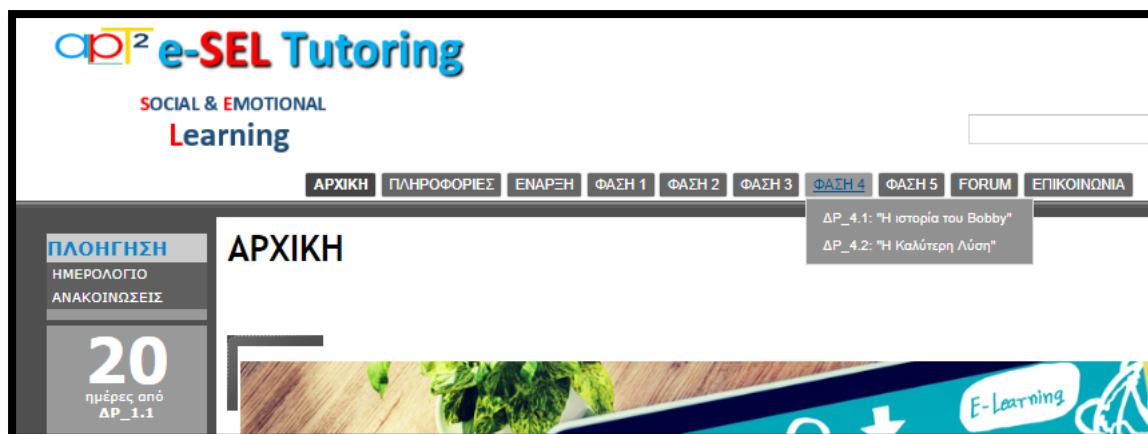 apT² e-SEL Tutoring
SOCIAL & EMOTIONAL
Learning
ΑΡΧΙΚΗ ΠΛΗΡΟΦΟΡΙΕΣ ΕΝΑΡΞΗ ΦΑΣΗ 1 ΦΑΣΗ 2 ΦΑΣΗ 3 ΦΑΣΗ 4 ΦΑΣΗ 5 FORUM ΕΠΙΚΟΙΝΩΝΙΑ
ΔΡ_4.1: "Η ιστορία του Bobby"
ΔΡ_4.2: "Η Καλύτερη Λύση"
ΠΛΟΗΓΗΣΗ
ΗΜΕΡΟΛΟΓΙΟ
ΑΝΑΚΟΙΝΩΣΕΙΣ
ΑΡΧΙΚΗ
20
ημέρες από
ΔΡ_1.1
E-Learning